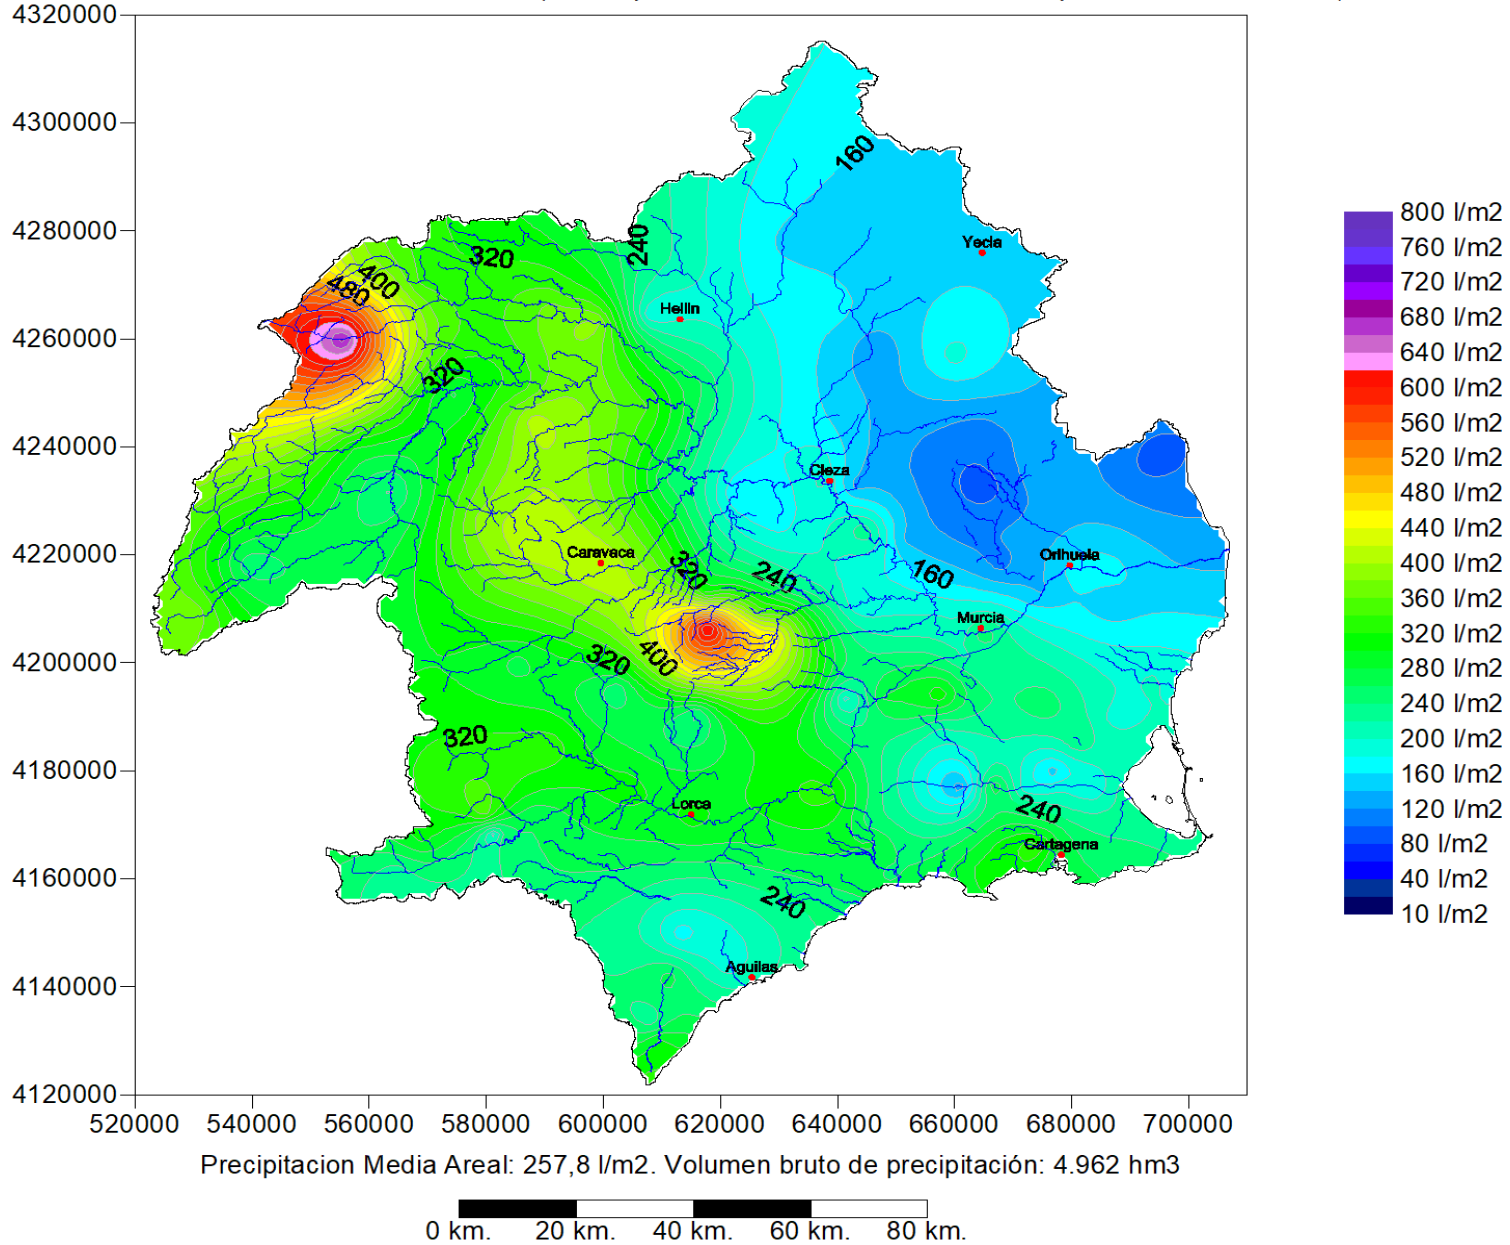 4320000
4300000
4280000
4260000
4240000
4220000
4200000
4180000
4160000
4140000
4120000
520000 540000 560000 580000 600000 620000 640000 660000 680000 700000
160
240
320
400
480
Yecla
Hellin
320
Cieza
Caravaca
320
240
160
Orihuela
Murcia
320
400
320
Lorca
240
Cartagena
240
Aguilas
800 l/m2
760 l/m2
720 l/m2
680 l/m2
640 l/m2
600 l/m2
560 l/m2
520 l/m2
480 l/m2
440 l/m2
400 l/m2
360 l/m2
320 l/m2
280 l/m2
240 l/m2
200 l/m2
160 l/m2
120 l/m2
80 l/m2
40 l/m2
10 l/m2
Precipitacion Media Areal: 257,8 l/m2. Volumen bruto de precipitación: 4.962 hm3
0 km. 20 km. 40 km. 60 km. 80 km.